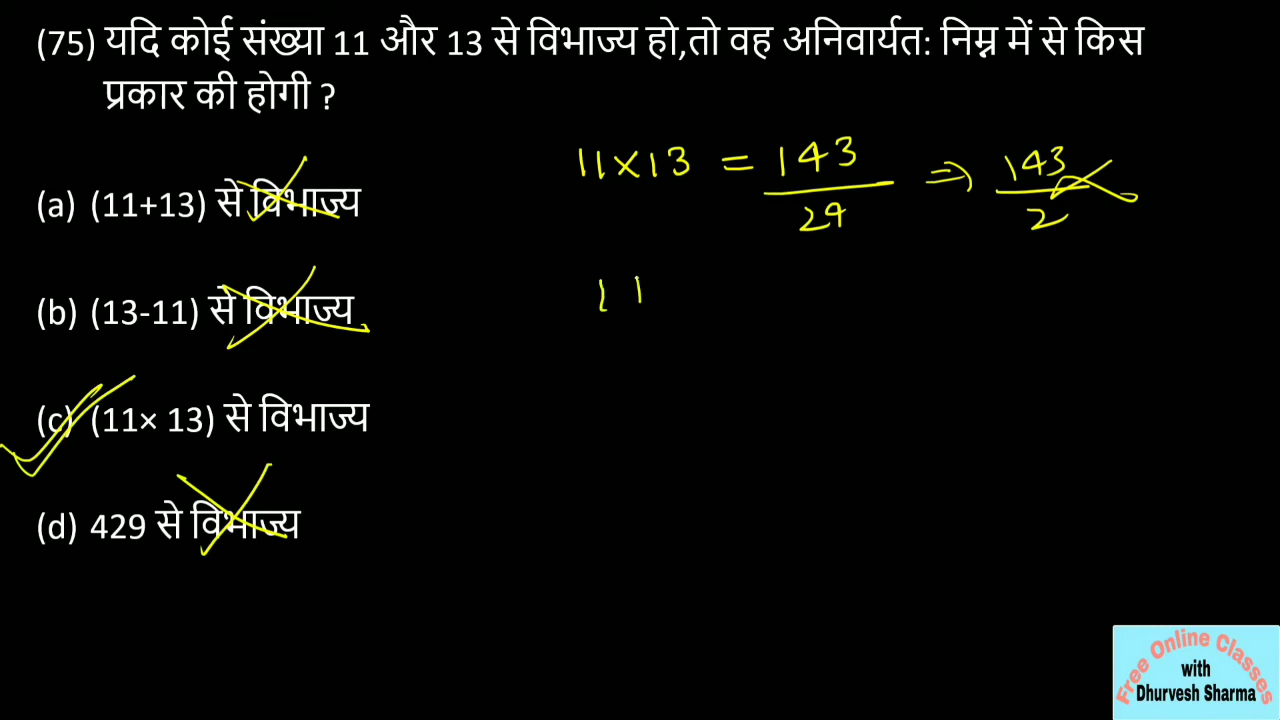 (75) यदि कोई संख्या 11 और 13 से विभाज्य हो,तो वह अनिवार्यत: निम्न में से किस
प्रकार की होगी ?
11×13 = 143/24 ⇒ 143/2
(a) (11+13) से विभाज्य
(b) (13-11) से विभाज्य
11
(c) (11× 13) से विभाज्य
(d) 429 से विभाज्य
Free Online Classes
with
Dhurvesh Sharma